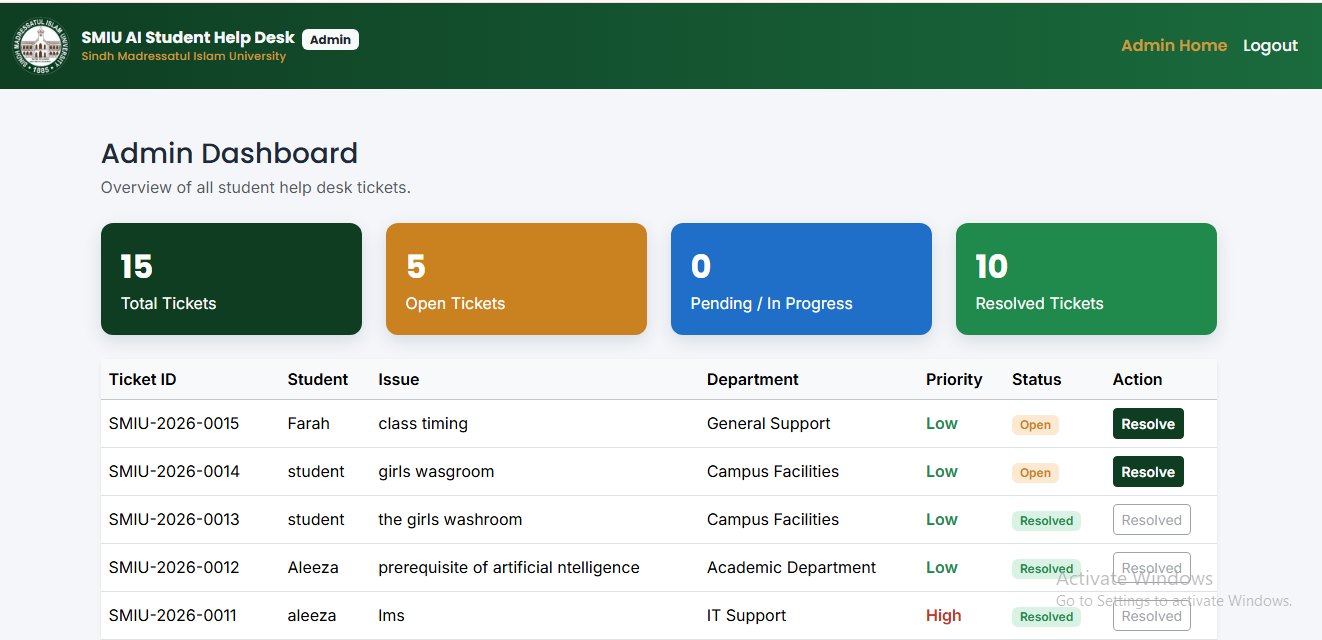 SINDH MADRESSATUL ISLAM UNIVERSITY
• 1885 •
SMIU AI Student Help Desk Admin
Sindh Madressatul Islam University
Admin Home Logout
Admin Dashboard
Overview of all student help desk tickets.
15 5 0 10
Total Tickets Open Tickets Pending / In Progress Resolved Tickets
Ticket ID Student Issue Department Priority Status Action
SMIU-2026-0015 Farah class timing General Support Low Open Resolve
SMIU-2026-0014 student girls wasgroom Campus Facilities Low Open Resolve
SMIU-2026-0013 student the girls washroom Campus Facilities Low Resolved Resolved
SMIU-2026-0012 Aleeza prerequisite of artificial ntelligence Academic Department Low Resolved Resolved
Activate Windows
Go to Settings to activate Windows.
SMIU-2026-0011 aleeza lms IT Support High Resolved Resolved